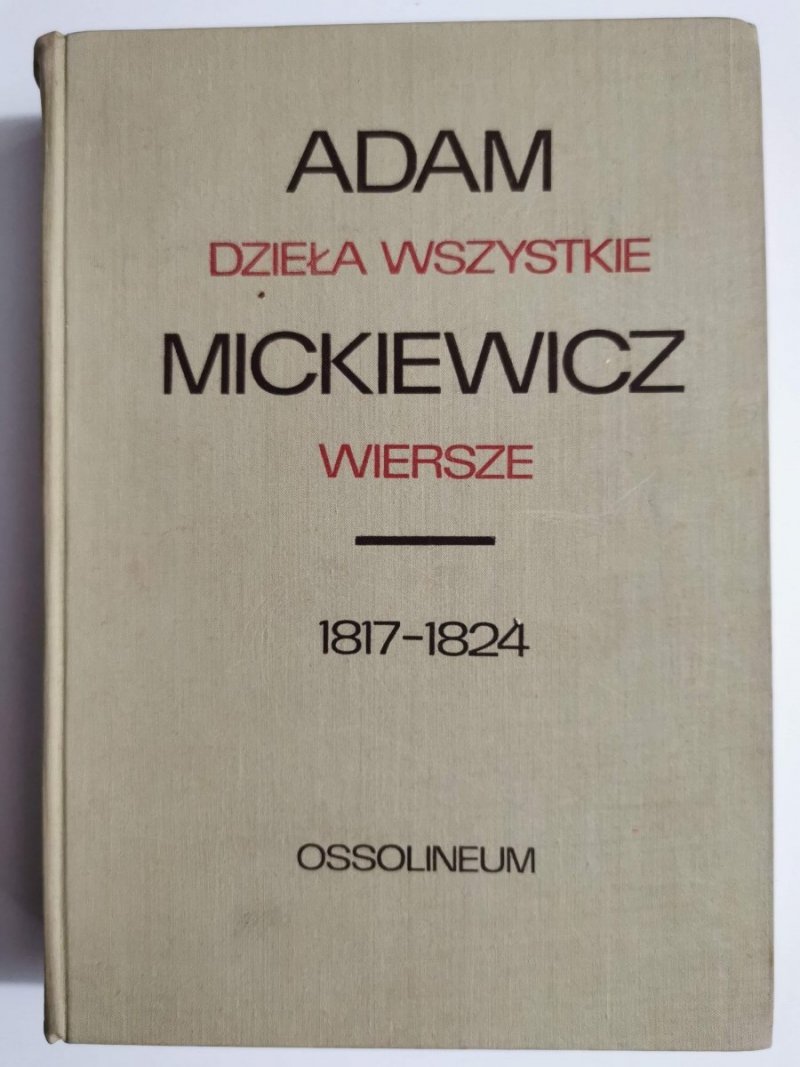 ADAM
DZIEŁA WSZYSTKIE
MICKIEWICZ
WIERSZE
1817-1824
OSSOLINEUM